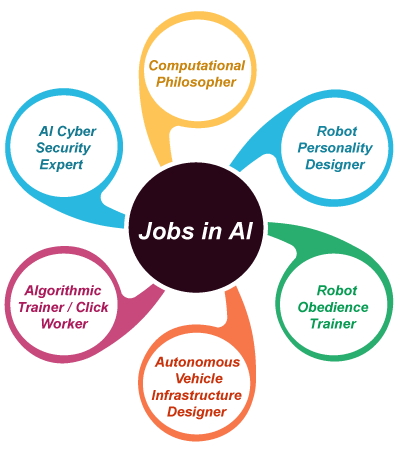 Computational
Philosopher
AI Cyber
Security
Expert
Robot
Personality
Designer
Jobs in AI
Algorithmic
Trainer / Click
Worker
Robot
Obedience
Trainer
Autonomous
Vehicle
Infrastructure
Designer